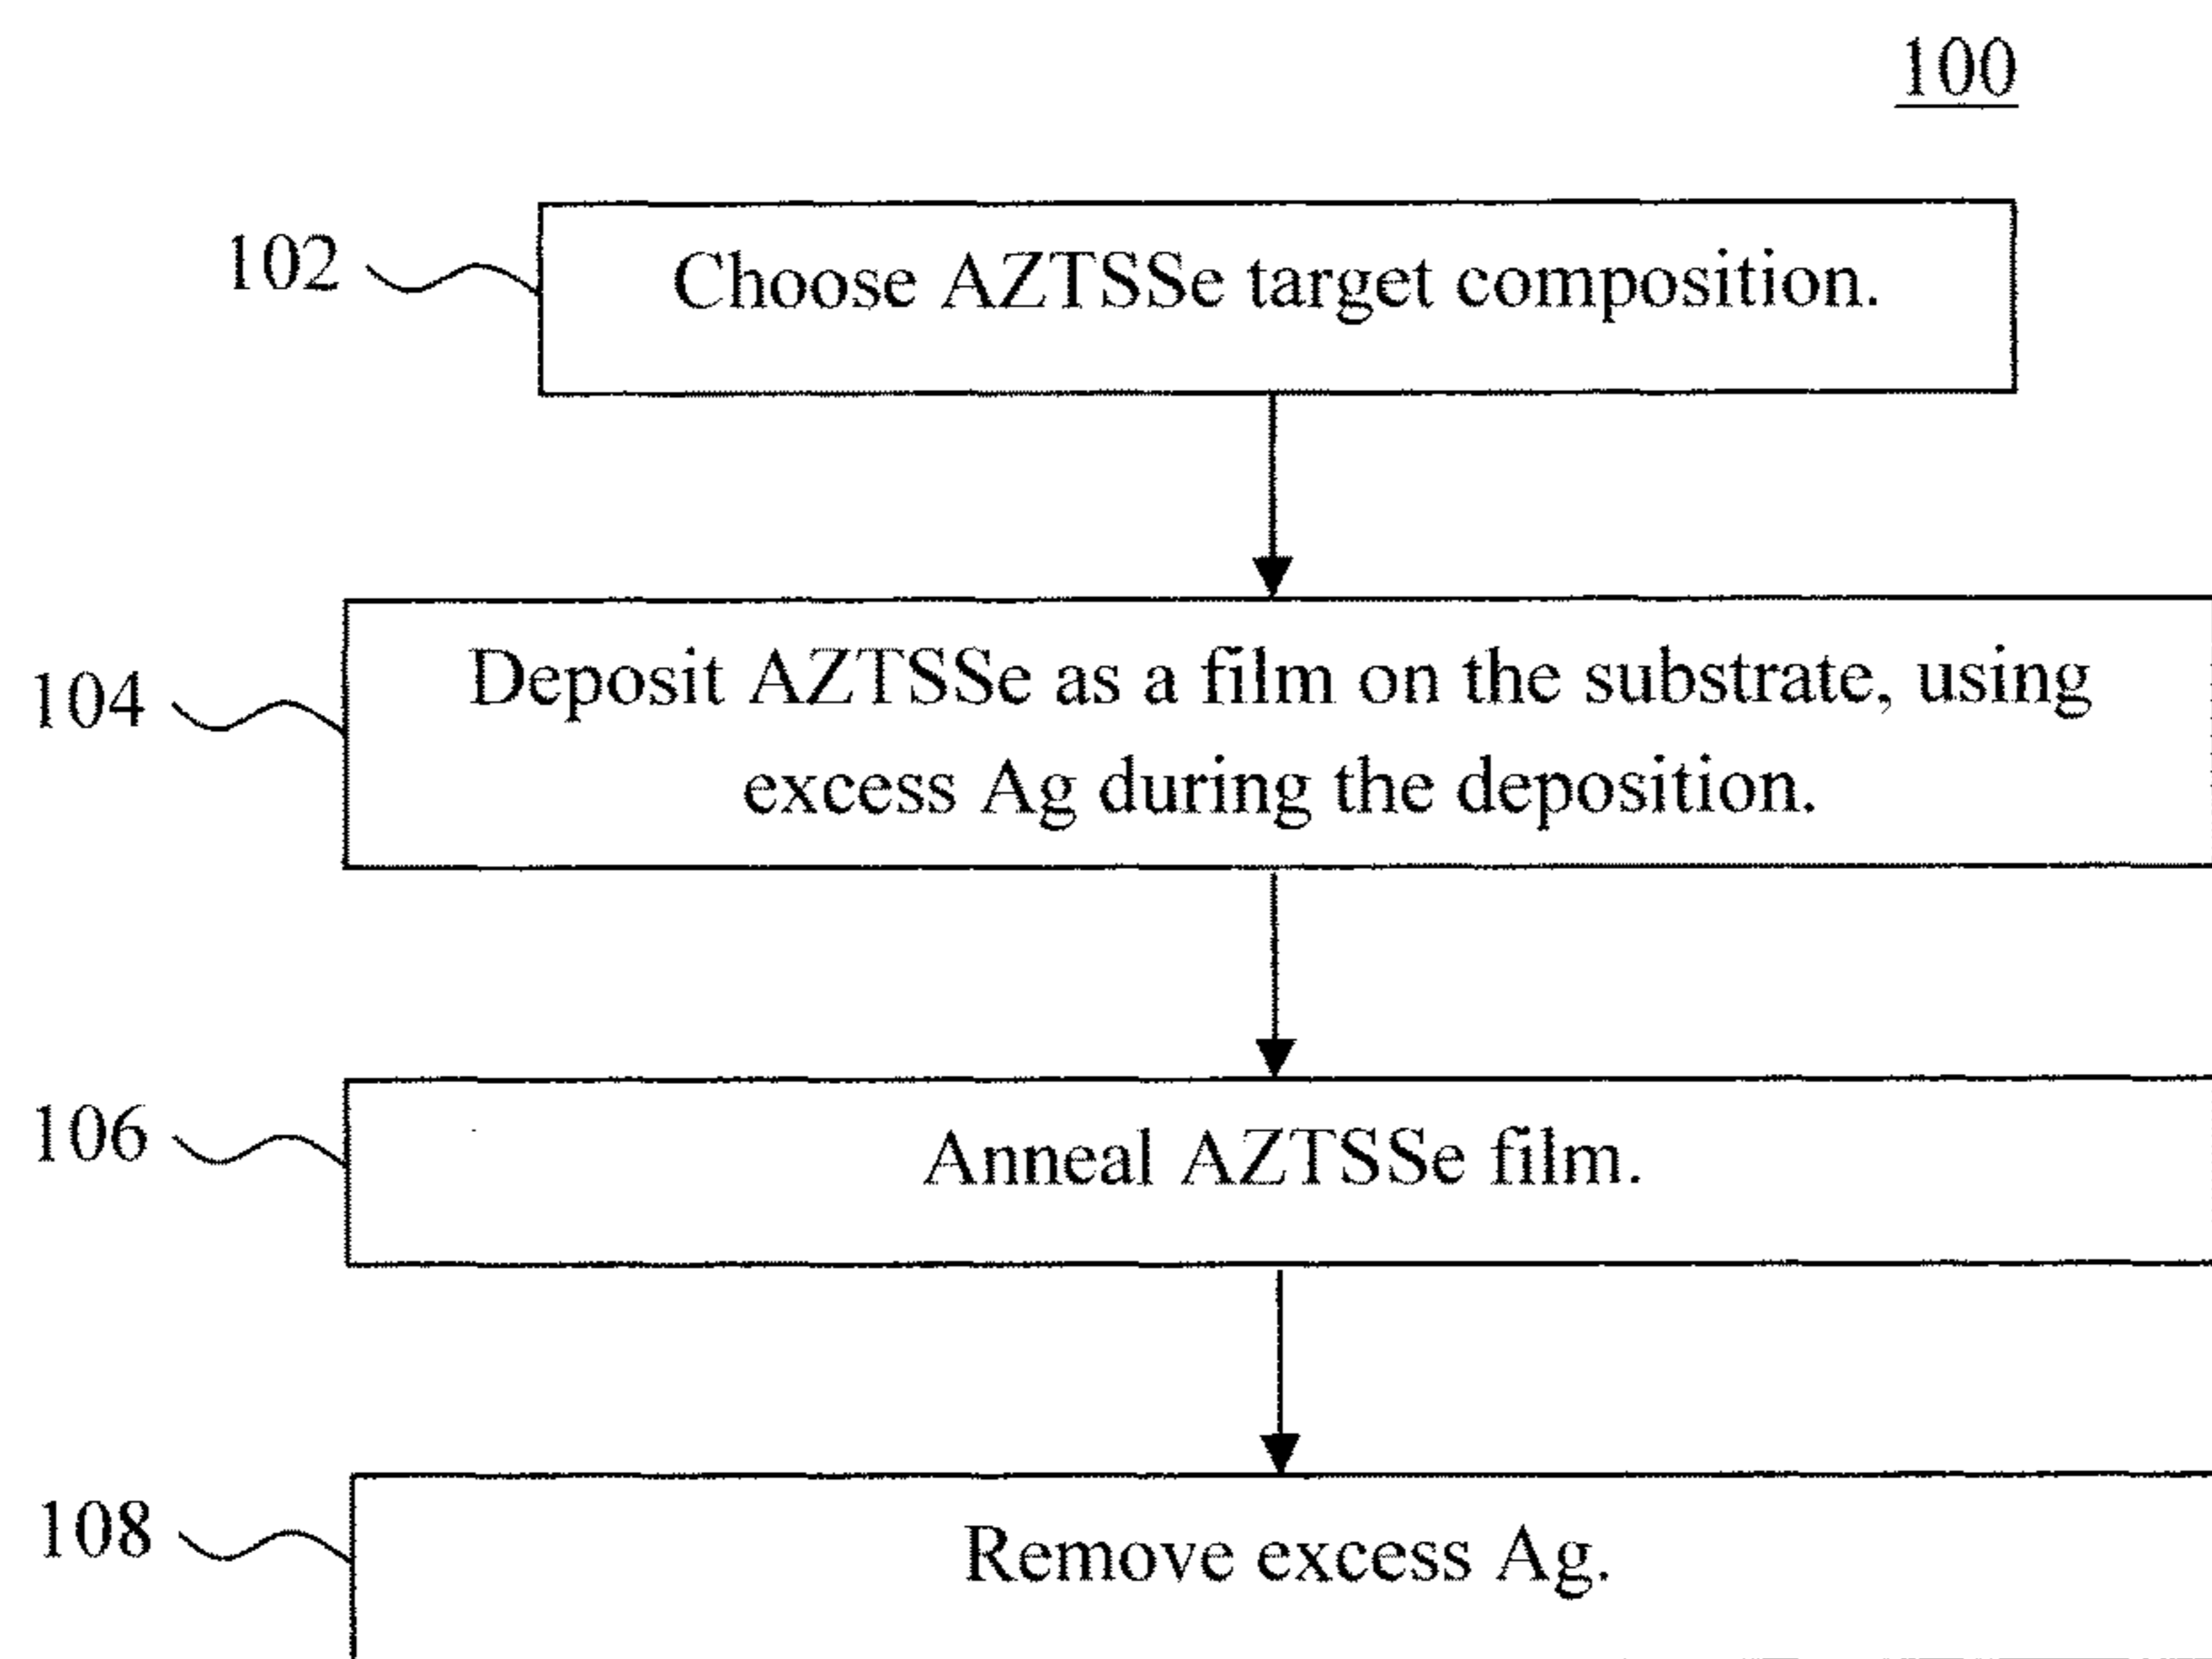 100
102
Choose AZTSSe target composition.
104
Deposit AZTSSe as a film on the substrate, using
excess Ag during the deposition.
106
Anneal AZTSSe film.
108
Remove excess Ag.